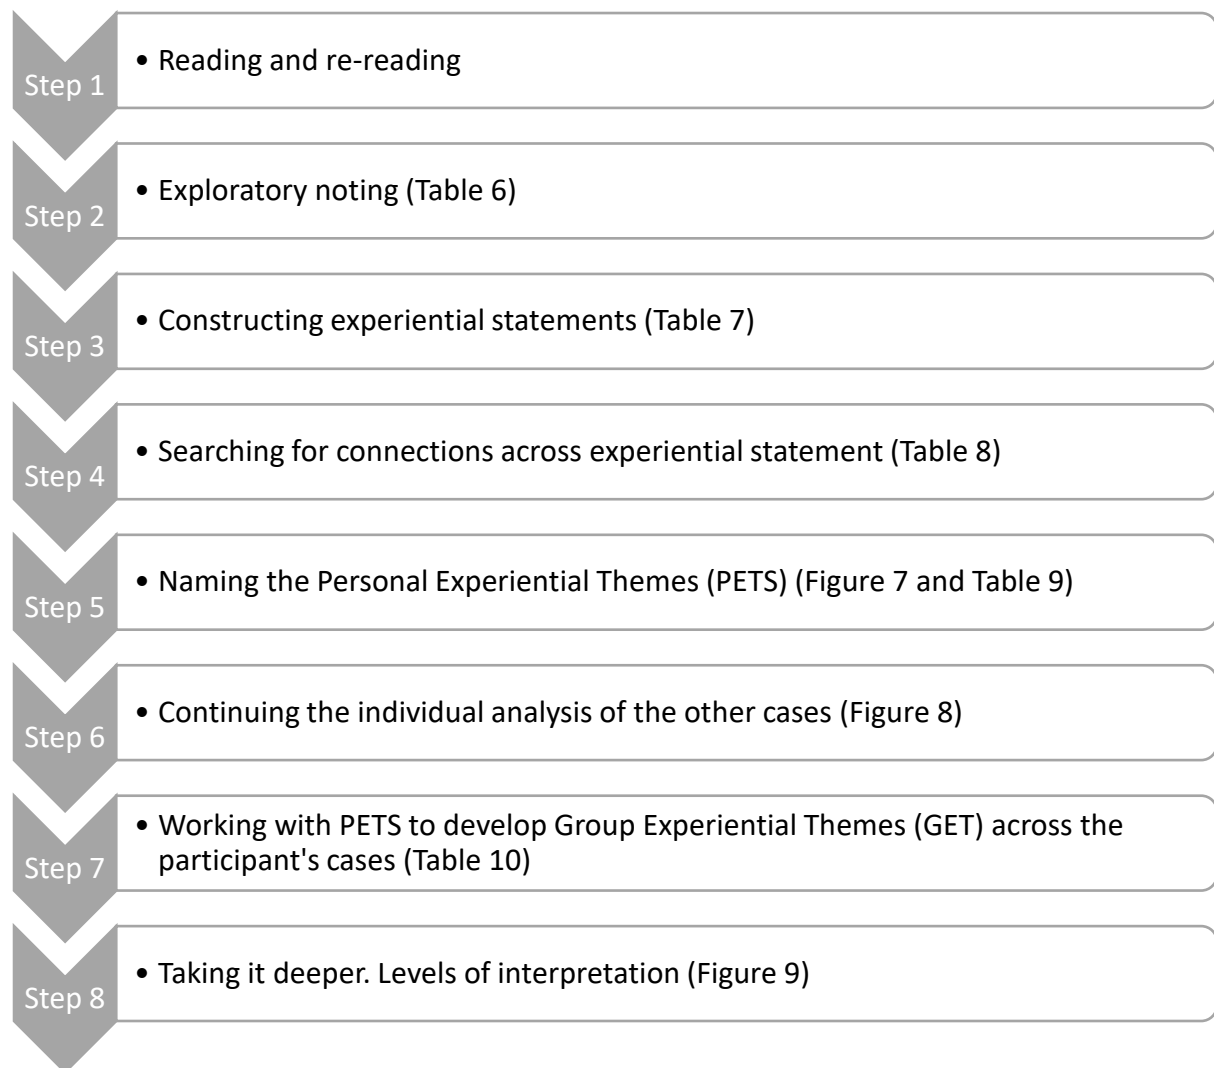 Step 1
• Reading and re-reading
Step 2
• Exploratory noting (Table 6)
Step 3
• Constructing experiential statements (Table 7)
Step 4
• Searching for connections across experiential statement (Table 8)
Step 5
• Naming the Personal Experiential Themes (PETS) (Figure 7 and Table 9)
Step 6
• Continuing the individual analysis of the other cases (Figure 8)
Step 7
• Working with PETS to develop Group Experiential Themes (GET) across the
participant's cases (Table 10)
Step 8
• Taking it deeper. Levels of interpretation (Figure 9)